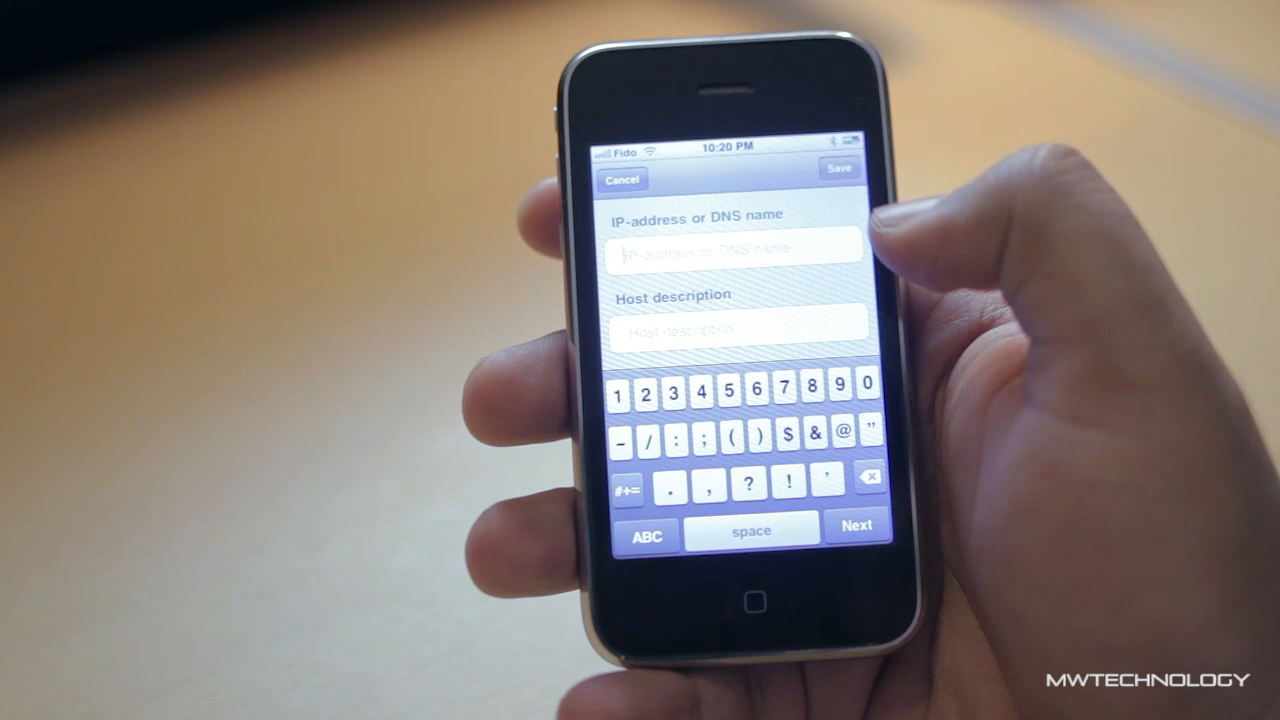 Fido 10:20 PM
Cancel Save
IP-address or DNS name
IP-address or DNS name
Host description
Host description
1 2 3 4 5 6 7 8 9 0
- / : ; ( ) $ & @ "
#+= . , ? ! '
ABC space Next
MWTECHNOLOGY